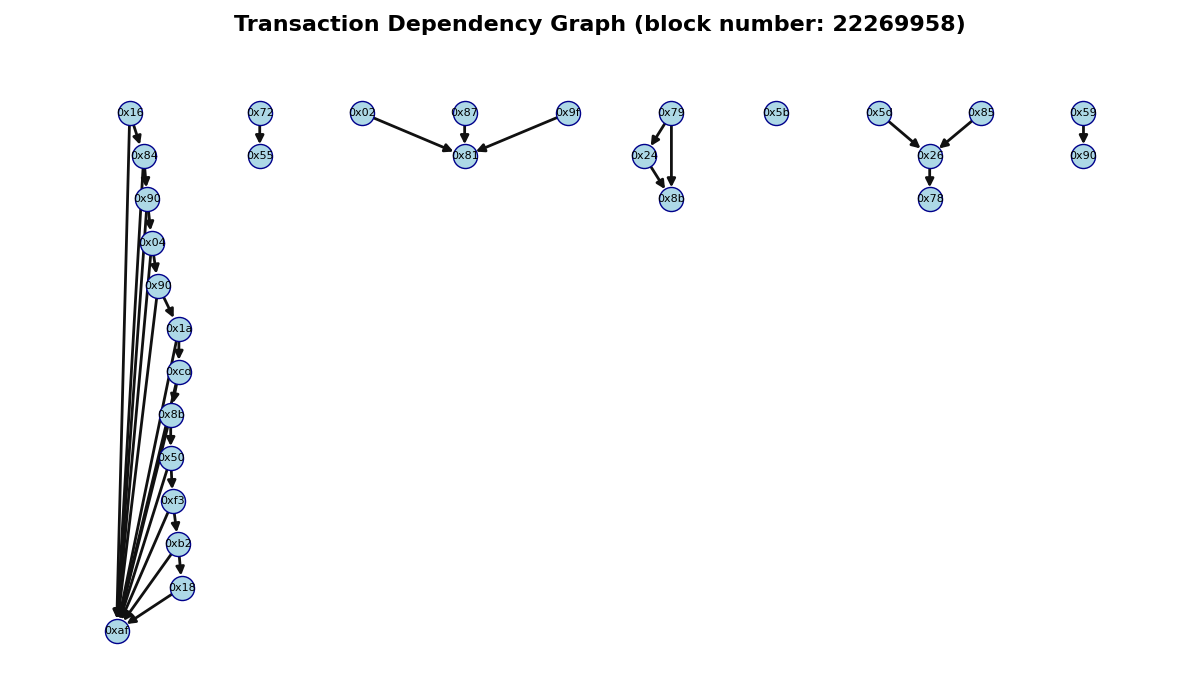 Transaction Dependency Graph (block number: 22269958)
0x16 0x72 0x02 0x87 0x9f 0x79 0x5b 0x5c 0x85 0x59
0x84 0x55 0x81 0x24 0x26 0x90
0x90 0x8b 0x78
0x04
0x90
0x1a
0xcd
0x8b
0x50
0xf3
0xb2
0x18
0xaf